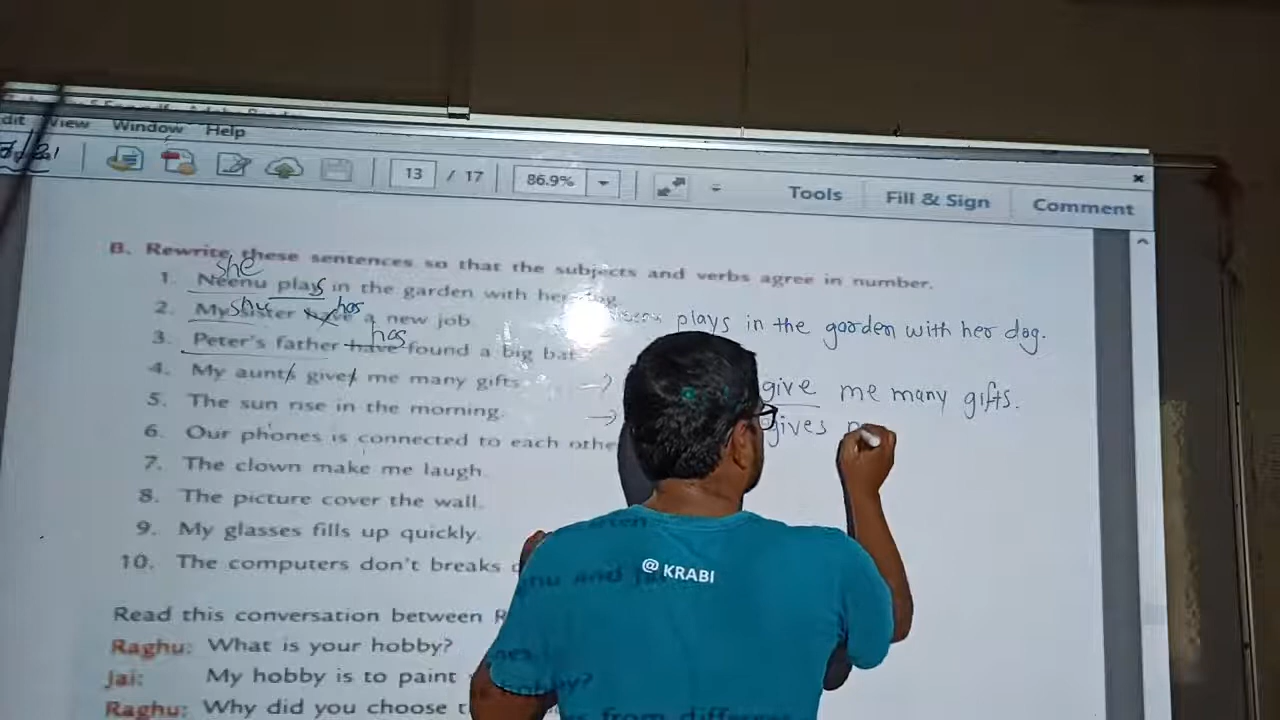 View Window Help
13 / 17 86.9% Tools Fill & Sign Comment
B. Rewrite these sentences so that the subjects and verbs agree in number.
she
1. Neenu plays in the garden with her dog.
plays in the garden with her dog.
she has
2. My sister have a new job.
has
3. Peter's father have found a big bat.
4. My aunts gives me many gifts.
→ give me many gifts.
5. The sun rise in the morning.
→ gives
6. Our phones is connected to each othe
7. The clown make me laugh.
8. The picture cover the wall.
9. My glasses fills up quickly.
10. The computers don't breaks
@ KRABI
Read this conversation between
Raghu: What is your hobby?
Jai: My hobby is to paint
Raghu: Why did you choose